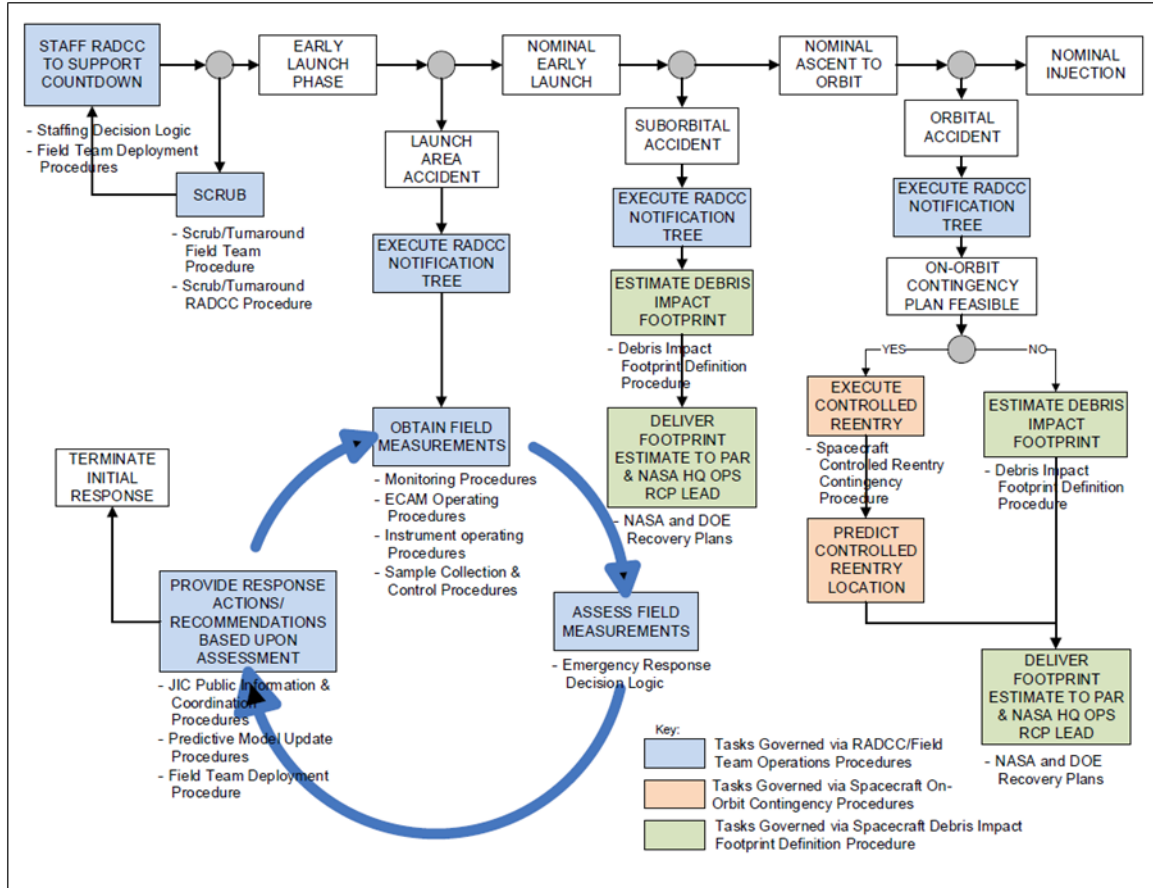 STAFF RADCC
TO SUPPORT
COUNTDOWN
EARLY
LAUNCH
PHASE
NOMINAL
EARLY
LAUNCH
NOMINAL
ASCENT TO
ORBIT
NOMINAL
INJECTION
- Staffing Decision Logic
- Field Team Deployment
Procedures
SCRUB
- Scrub/Turnaround
Field Team
Procedure
- Scrub/Turnaround
RADCC Procedure
LAUNCH
AREA
ACCIDENT
EXECUTE RADCC
NOTIFICATION
TREE
SUBORBITAL
ACCIDENT
EXECUTE RADCC
NOTIFICATION
TREE
ESTIMATE DEBRIS
IMPACT
FOOTPRINT
- Debris Impact
Footprint Definition
Procedure
DELIVER
FOOTPRINT
ESTIMATE TO PAR
& NASA HQ OPS
RCP LEAD
- NASA and DOE
Recovery Plans
ORBITAL
ACCIDENT
EXECUTE RADCC
NOTIFICATION
TREE
ON-ORBIT
CONTINGENCY
PLAN FEASIBLE
YES
NO
EXECUTE
CONTROLLED
REENTRY
- Spacecraft
Controlled Reentry
Contingency
Procedure
PREDICT
CONTROLLED
REENTRY
LOCATION
ESTIMATE DEBRIS
IMPACT
FOOTPRINT
- Debris Impact
Footprint Definition
Procedure
DELIVER
FOOTPRINT
ESTIMATE TO PAR
& NASA HQ OPS
RCP LEAD
- NASA and DOE
Recovery Plans
OBTAIN FIELD
MEASUREMENTS
- Monitoring Procedures
- ECAM Operating
Procedures
- Instrument operating
Procedures
- Sample Collection &
Control Procedures
ASSESS FIELD
MEASUREMENTS
- Emergency Response
Decision Logic
TERMINATE
INITIAL
RESPONSE
PROVIDE RESPONSE
ACTIONS/
RECOMMENDATIONS
BASED UPON
ASSESSMENT
- JIC Public Information &
Coordination
Procedures
- Predictive Model Update
Procedures
- Field Team Deployment
Procedure
Key:
Tasks Governed via RADCC/Field
Team Operations Procedures
Tasks Governed via Spacecraft On-
Orbit Contingency Procedures
Tasks Governed via Spacecraft Debris Impact
Footprint Definition Procedure